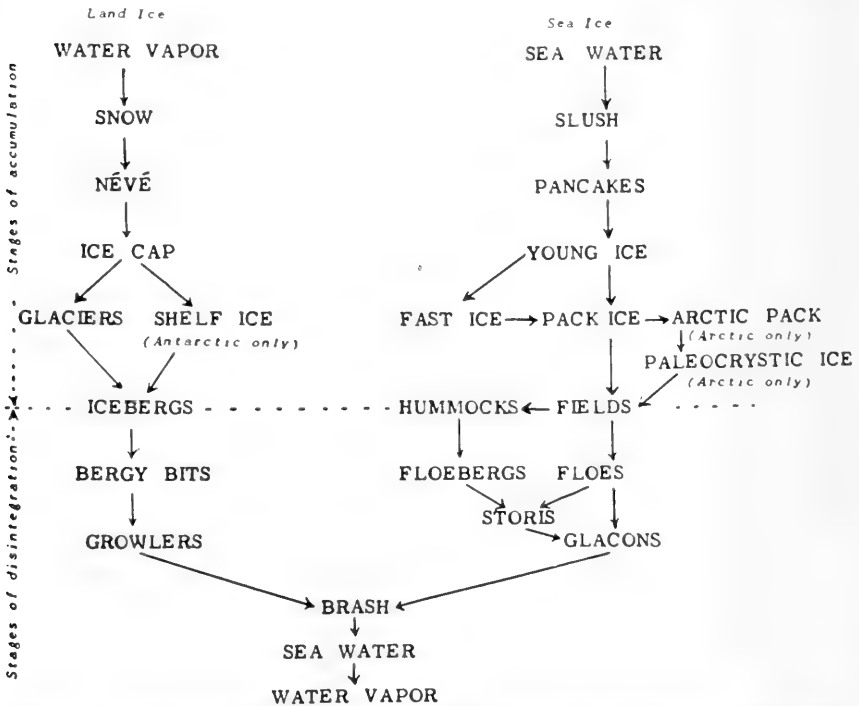 Land Ice
Sea Ice
WATER VAPOR
SEA WATER
SNOW
SLUSH
NÉVÉ
PANCAKES
ICE CAP
YOUNG ICE
GLACIERS SHELF ICE
(Antarctic only)
FAST ICE PACK ICE ARCTIC PACK
(Arctic only)
PALEOCRYSTIC ICE
(Arctic only)
ICEBERGS
HUMMOCKS FIELDS
BERGY BITS
FLOEBERGS FLOES
STORIS
GROWLERS
GLACONS
BRASH
SEA WATER
WATER VAPOR
Stages of accumulation
Stages of disintegration